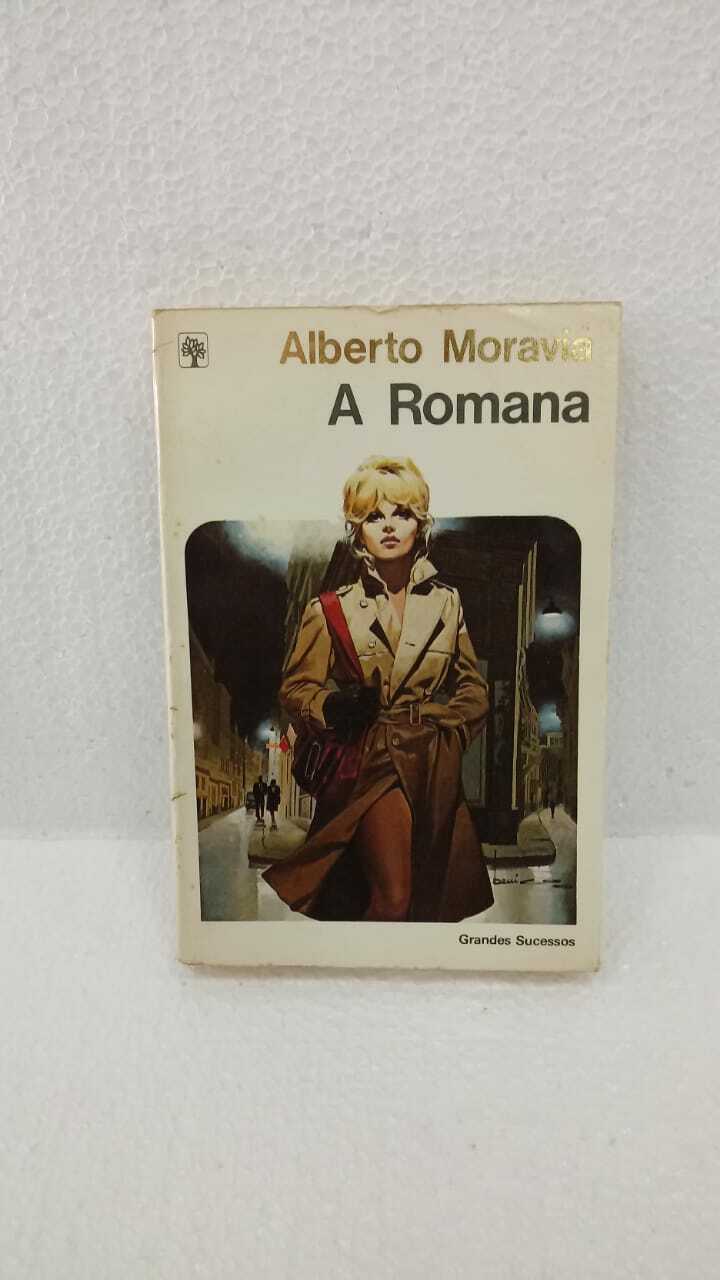 Alberto Moravia
A Romana
Grandes Sucessos